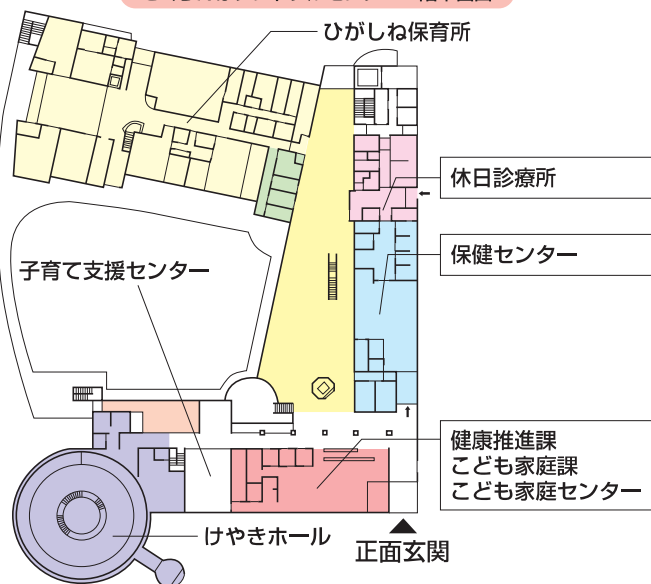 ひがしね保育所
休日診療所
保健センター
子育て支援センター
健康推進課
こども家庭課
こども家庭センター
けやきホール
正面玄関